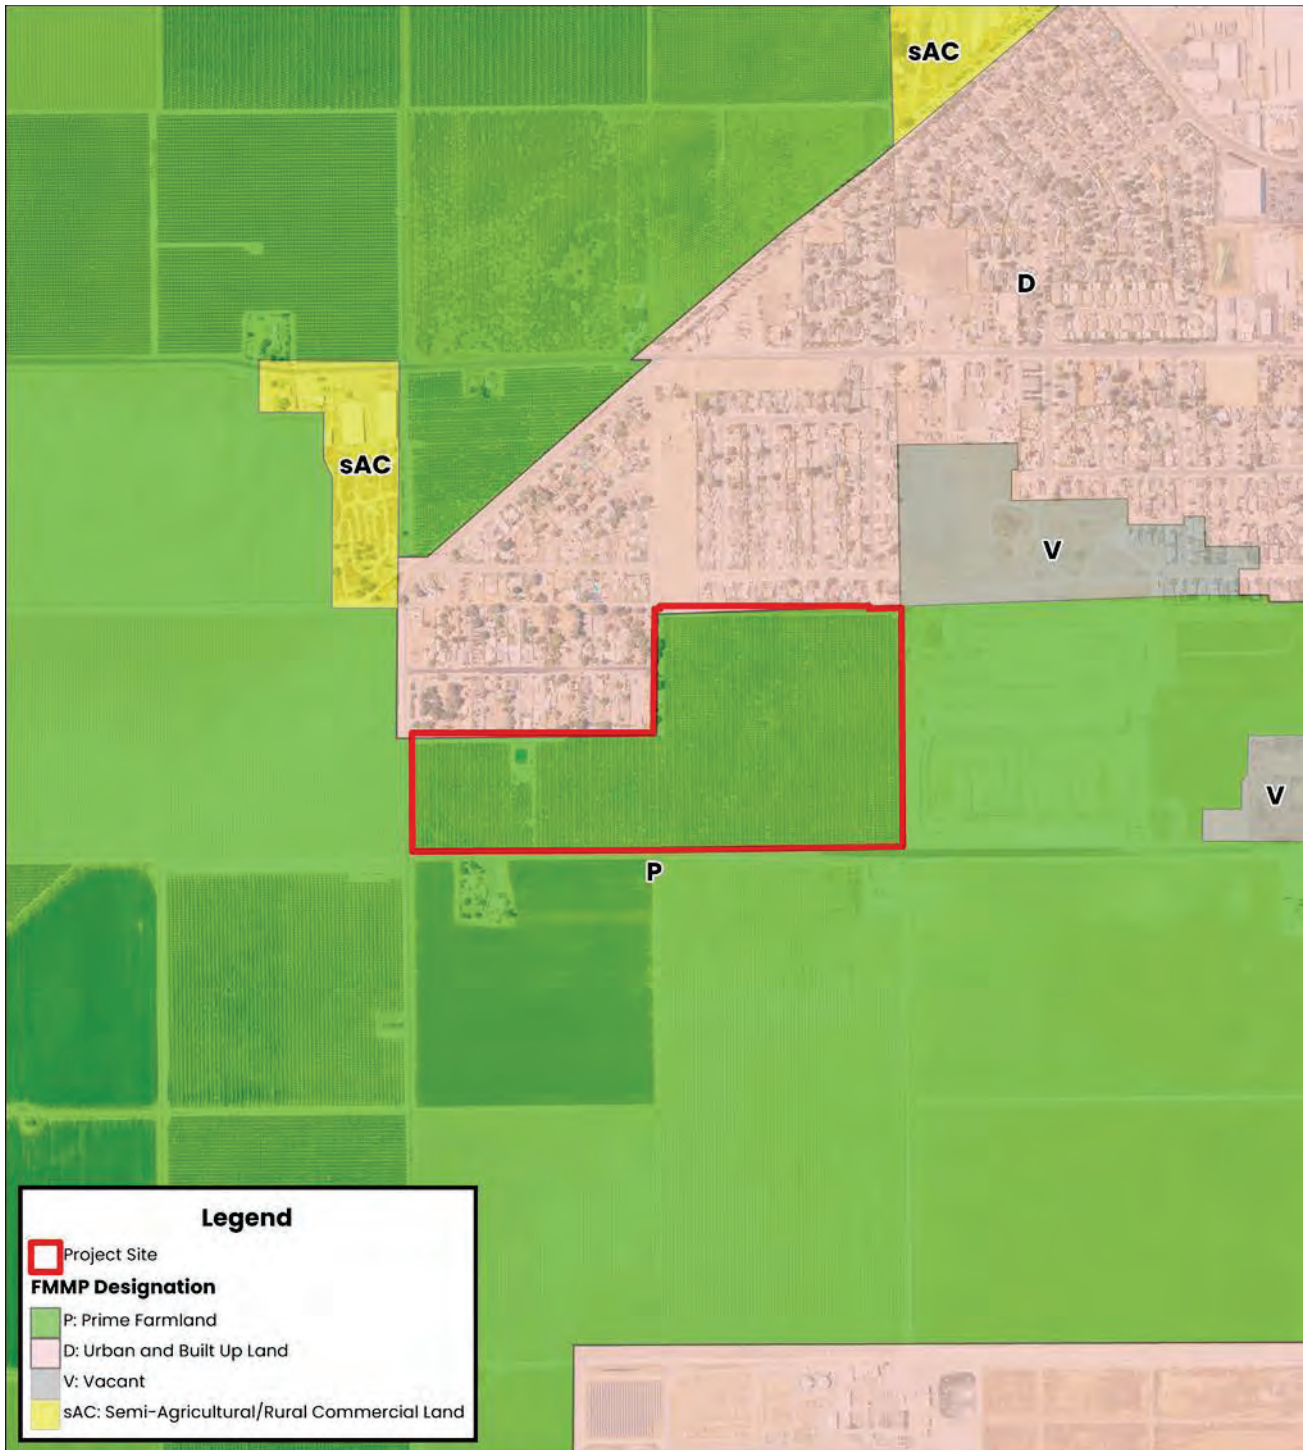 sAC
D
sAC
V
V
P
Legend
Project Site
FMMP Designation
P: Prime Farmland
D: Urban and Built Up Land
V: Vacant
sAC: Semi-Agricultural/Rural Commercial Land